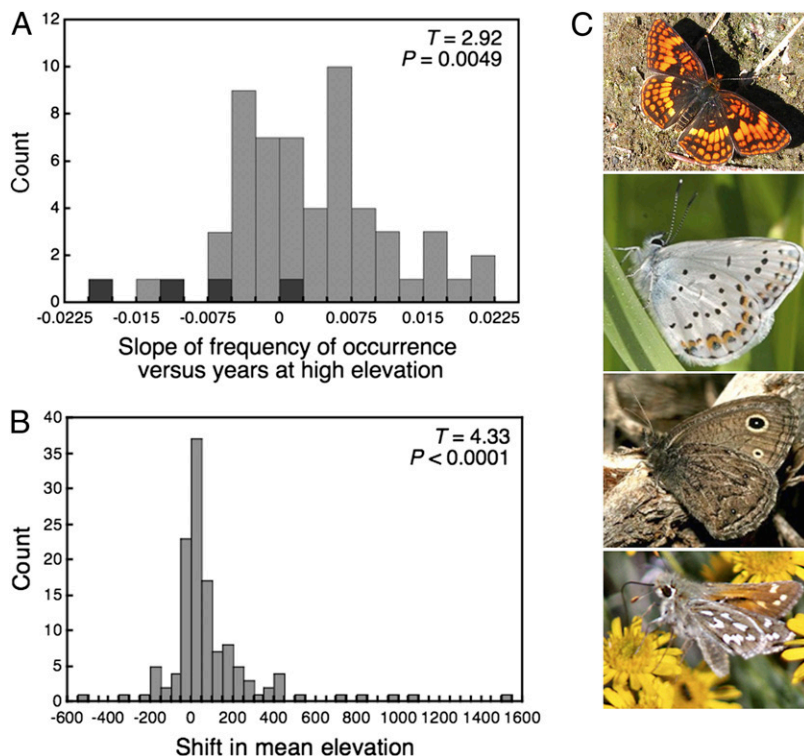 A
T = 2.92
P = 0.0049
12
10
8
6
4
2
0
Count
-0.0225 -0.015 -0.0075 0 0.0075 0.015 0.0225
Slope of frequency of occurrence
versus years at high elevation
B
T = 4.33
P < 0.0001
40
35
30
25
20
15
10
5
0
Count
-600 -400 -200 0 200 400 600 800 1000 1200 1400 1600
Shift in mean elevation
C